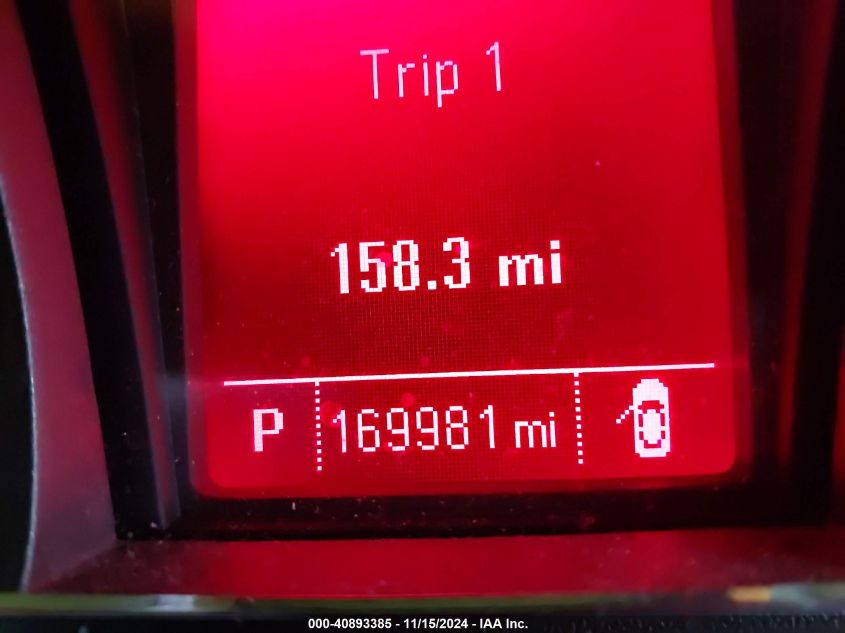 Trip 1
158.3 mi
P 169981 mi
000-40893385 - 11/15/2024 - IAA Inc.